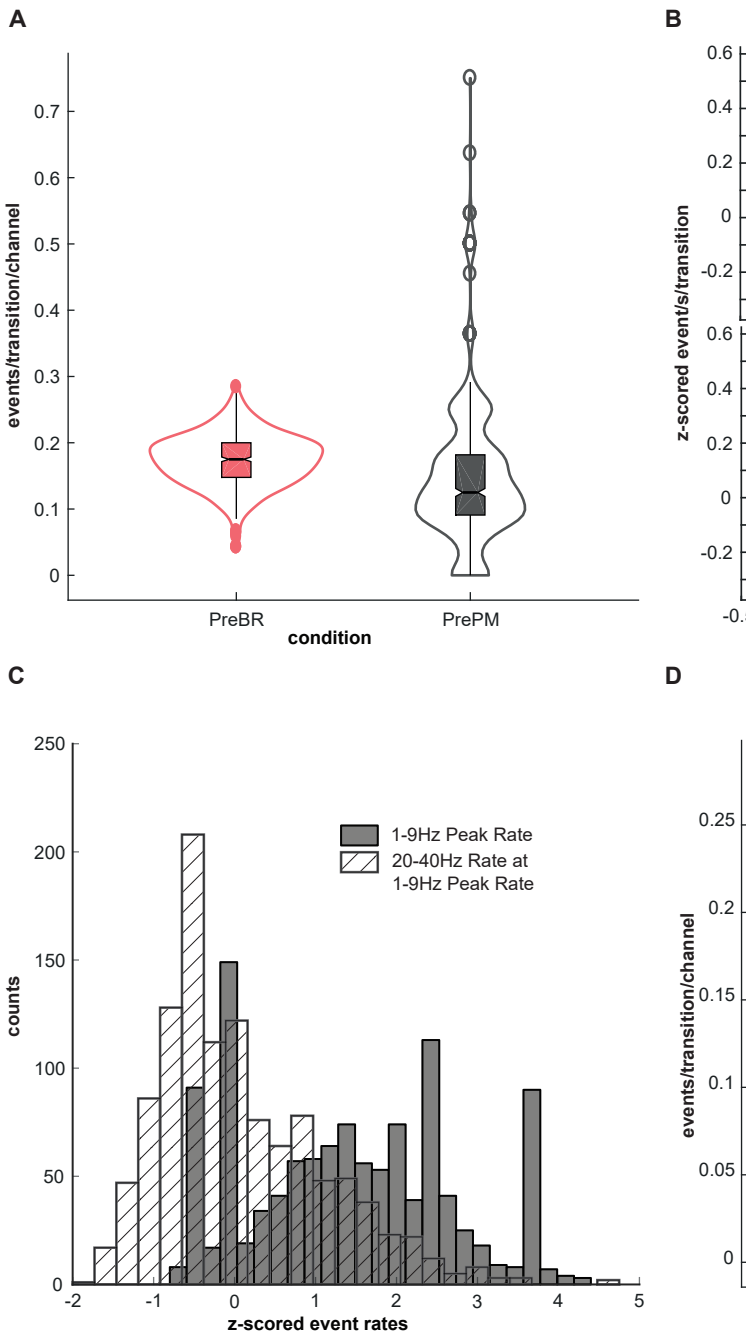 A
B
events/transition/channel
0.7
0.6
0.5
0.4
0.3
0.2
0.1
0
PreBR
PrePM
condition
z-scored event/s/transition
0.6
0.5
0.2
0
-0.2
0.6
0.4
0.2
0
-0.2
C
D
counts
250
200
150
100
50
0
1-9Hz Peak Rate
20-40Hz Rate at
1-9Hz Peak Rate
-2
-1
0
1
2
3
4
5
z-scored event rates
events/transition/channel
0.25
0.2
0.15
0.1
0.05
0